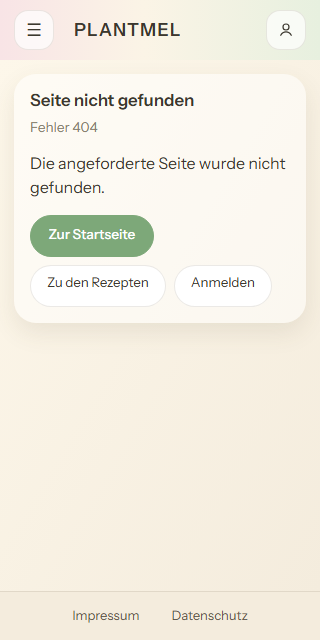 PLANTMEL
Seite nicht gefunden
Fehler 404
Die angeforderte Seite wurde nicht
gefunden.
Zur Startseite
Zu den Rezepten
Anmelden
Impressum
Datenschutz